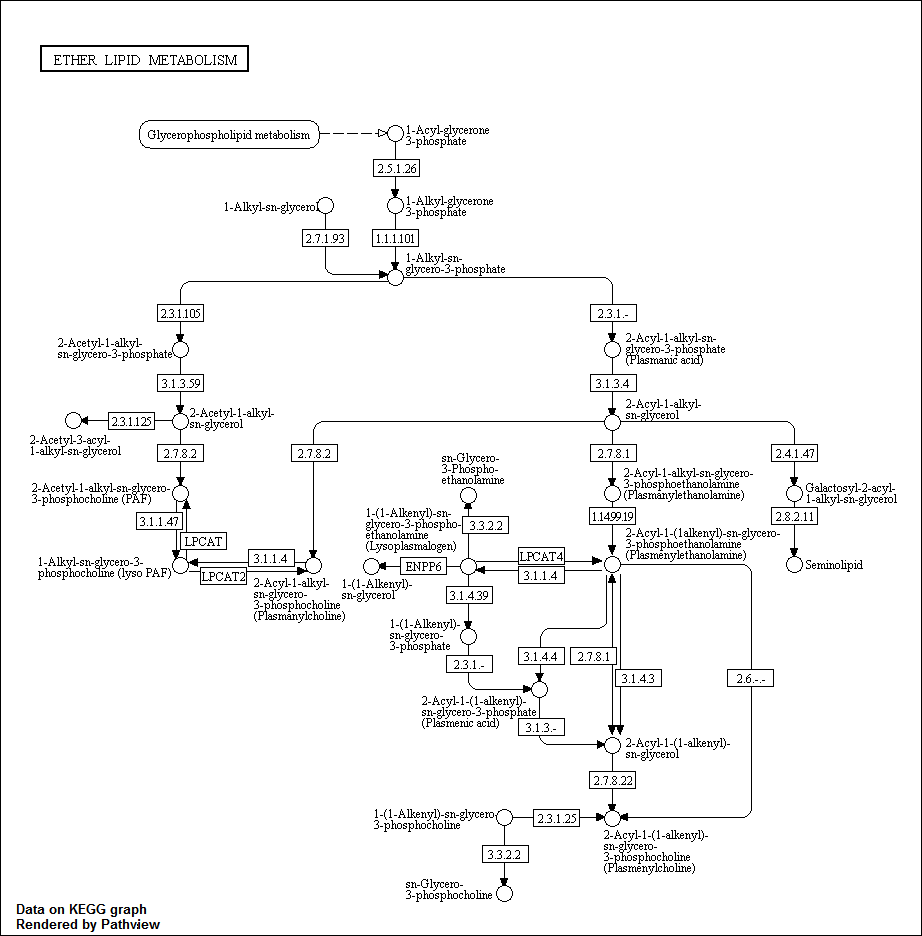 ETHER LIPID METABOLISM
Glycerophospholipid metabolism
1-Acyl-glycerone
3-phosphate
2.5.1.26
1-Alkyl-sn-glycerol
1-Alkyl-glycerone
3-phosphate
2.7.1.93
1.1.1.101
1-Alkyl-sn-
glycero-3-phosphate
2.3.1.105
2.3.1.-
2-Acetyl-1-alkyl-
sn-glycero-3-phosphate
2-Acyl-1-alkyl-sn-
glycero-3-phosphate
(Plasmanic acid)
3.1.3.59
3.1.3.4
2-Acetyl-1-alkyl-
sn-glycerol
2-Acyl-1-alkyl-
sn-glycerol
2.3.1.125
2-Acetyl-3-acyl-
1-alkyl-sn-glycerol
2.7.8.2
2.7.8.2
2.7.8.1
2.4.1.47
sn-Glycero-
3-Phospho-
ethanolamine
2-Acetyl-1-alkyl-sn-glycero-
3-phosphocholine (PAF)
2-Acyl-1-alkyl-sn-glycero-
3-phosphoethanolamine
(Plasmanylethanolamine)
Galactosyl-2-acyl-
1-alkyl-sn-glycerol
3.1.1.47
LPCAT
1-(1-Alkenyl)-sn-
glycero-3-phospho-
ethanolamine
(Lysoplasmalogen)
3.3.2.2
1.14.99.19
2.8.2.11
2-Acyl-1-(1alkenyl)-sn-glycero-
3-phosphoethanolamine
(Plasmenylethanolamine)
1-Alkyl-sn-glycero-3-
phosphocholine (lyso PAF)
3.1.1.4
LPCAT2
LPCAT4
ENPP6
3.1.1.4
Seminolipid
2-Acyl-1-alkyl-
sn-glycero-
3-phosphocholine
(Plasmanylcholine)
1-(1-Alkenyl)-
sn-glycerol
3.1.4.39
1-(1-Alkenyl)-
sn-glycero-
3-phosphate
2.3.1.-
3.1.4.4
2.7.8.1
3.1.4.3
2.6.-.-
2-Acyl-1-(1-alkenyl)-
sn-glycero-3-phosphate
(Plasmenic acid)
3.1.3.-
2-Acyl-1-(1-alkenyl)-
sn-glycerol
2.7.8.22
1-(1-Alkenyl)-sn-glycero-
3-phosphocholine
2.3.1.25
2-Acyl-1-(1-alkenyl)-
sn-glycero-
3-phosphocholine
(Plasmenylcholine)
3.3.2.2
sn-Glycero-
3-phosphocholine
Data on KEGG graph
Rendered by Pathview